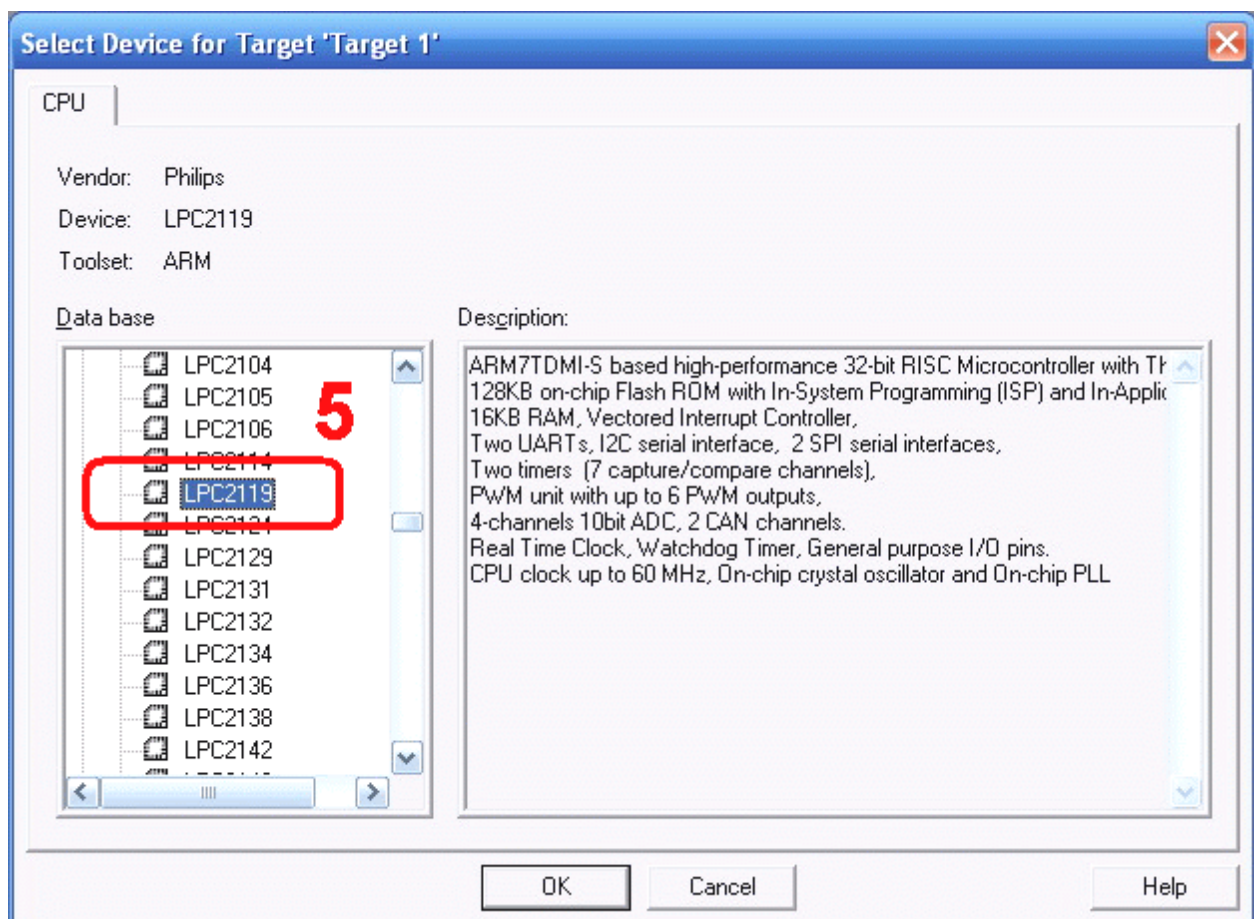 Select Device for Target 'Target 1'
CPU
Vendor: Philips
Device: LPC2119
Toolset: ARM
Data base
Description:
LPC2104
LPC2105
LPC2106
5
LPC2114
LPC2119
LPC2124
LPC2129
LPC2131
LPC2132
LPC2134
LPC2136
LPC2138
LPC2142
ARM7TDMI-S based high-performance 32-bit RISC Microcontroller with Th
128KB on-chip Flash ROM with In-System Programming (ISP) and In-Applic
16KB RAM, Vectored Interrupt Controller,
Two UARTs, I2C serial interface, 2 SPI serial interfaces,
Two timers (7 capture/compare channels),
PWM unit with up to 6 PWM outputs,
4-channels 10bit ADC, 2 CAN channels.
Real Time Clock, Watchdog Timer, General purpose I/O pins.
CPU clock up to 60 MHz, On-chip crystal oscillator and On-chip PLL
OK Cancel Help